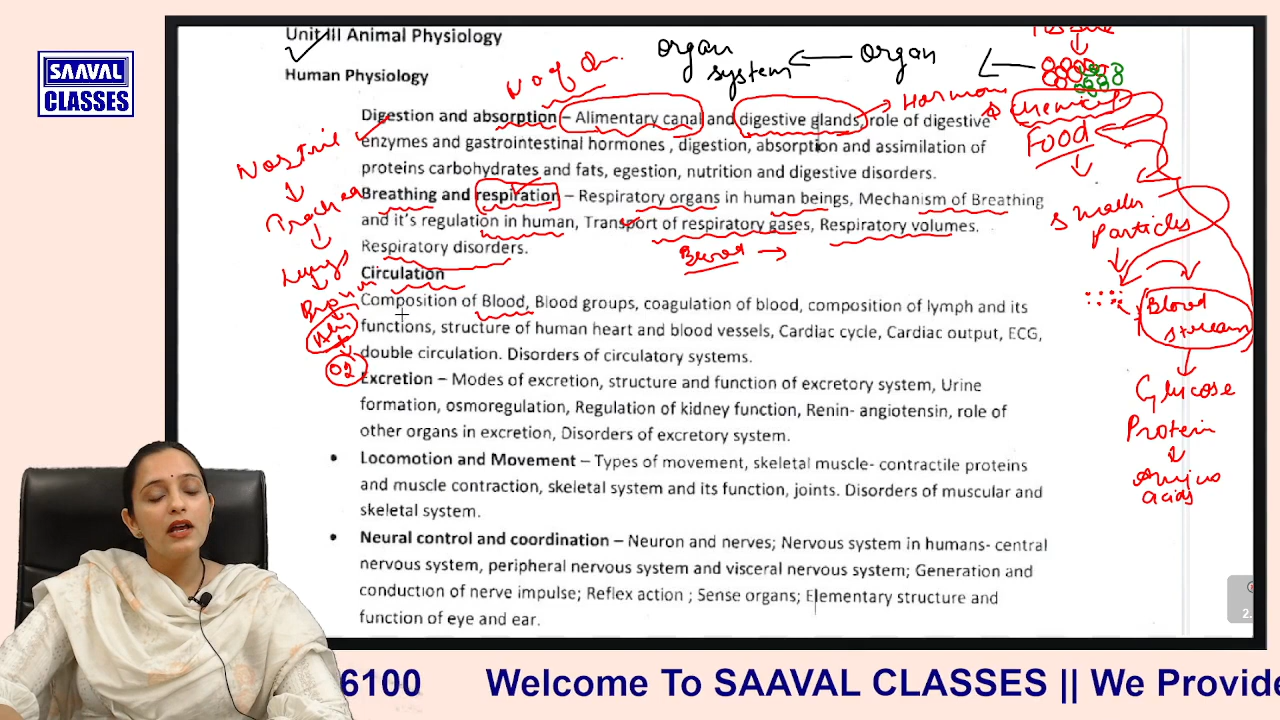 SAAVAL
CLASSES
Unit III Animal Physiology
Human Physiology
organ
system
organ
No of
Hormone
Chemical
FOOD
smaller
Particles
Blood
stream
Glycose
Protein
amino
acids
Nostril
Trachea
Lungs
O2
Digestion and absorption – Alimentary canal and digestive glands, role of digestive
enzymes and gastrointestinal hormones , digestion, absorption and assimilation of
proteins carbohydrates and fats, egestion, nutrition and digestive disorders.
Breathing and respiration – Respiratory organs in human beings, Mechanism of Breathing
and it's regulation in human, Transport of respiratory gases, Respiratory volumes.
Respiratory disorders.
Blood
Circulation
Composition of Blood, Blood groups, coagulation of blood, composition of lymph and its
functions, structure of human heart and blood vessels, Cardiac cycle, Cardiac output, ECG,
double circulation. Disorders of circulatory systems.
Excretion – Modes of excretion, structure and function of excretory system, Urine
formation, osmoregulation, Regulation of kidney function, Renin- angiotensin, role of
other organs in excretion, Disorders of excretory system.
• Locomotion and Movement – Types of movement, skeletal muscle- contractile proteins
and muscle contraction, skeletal system and its function, joints. Disorders of muscular and
skeletal system.
• Neural control and coordination – Neuron and nerves; Nervous system in humans- central
nervous system, peripheral nervous system and visceral nervous system; Generation and
conduction of nerve impulse; Reflex action ; Sense organs; Elementary structure and
function of eye and ear.
2.
6100 Welcome To SAAVAL CLASSES || We Provide